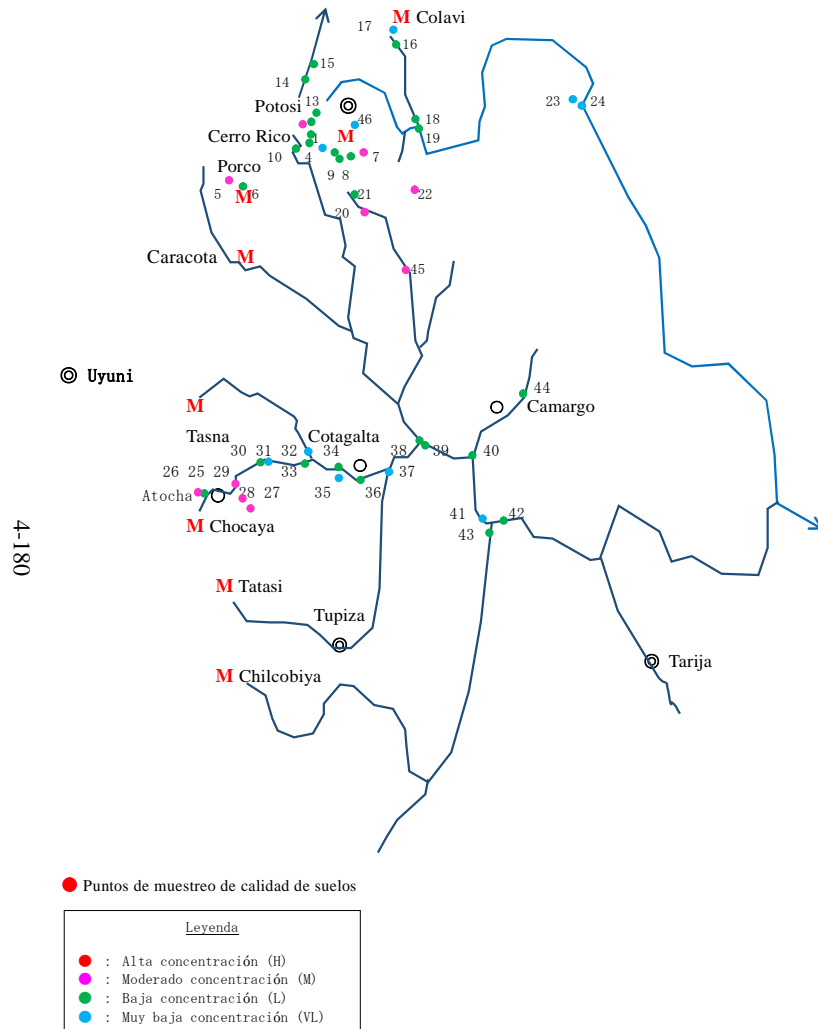 17 M Colavi
16
15
14
Potosi 13
18
46
19
23 24
Cerro Rico 1 M
10 4 7
9 8
Porco
5 6
M
21
22
20
Caracota M
45
Uyuni
M
44
Camargo
Tasna Cotagalta
30 31 32 34 38 39 40
26 25 29 33 37
35 36
Atocha 28 27
M Chocaya
41 42
43
4-180
M Tatasi
Tupiza
Tarija
M Chilcobiya
Puntos de muestreo de calidad de suelos
Leyenda
: Alta concentración (H)
: Moderado concentración (M)
: Baja concentración (L)
: Muy baja concentración (VL)